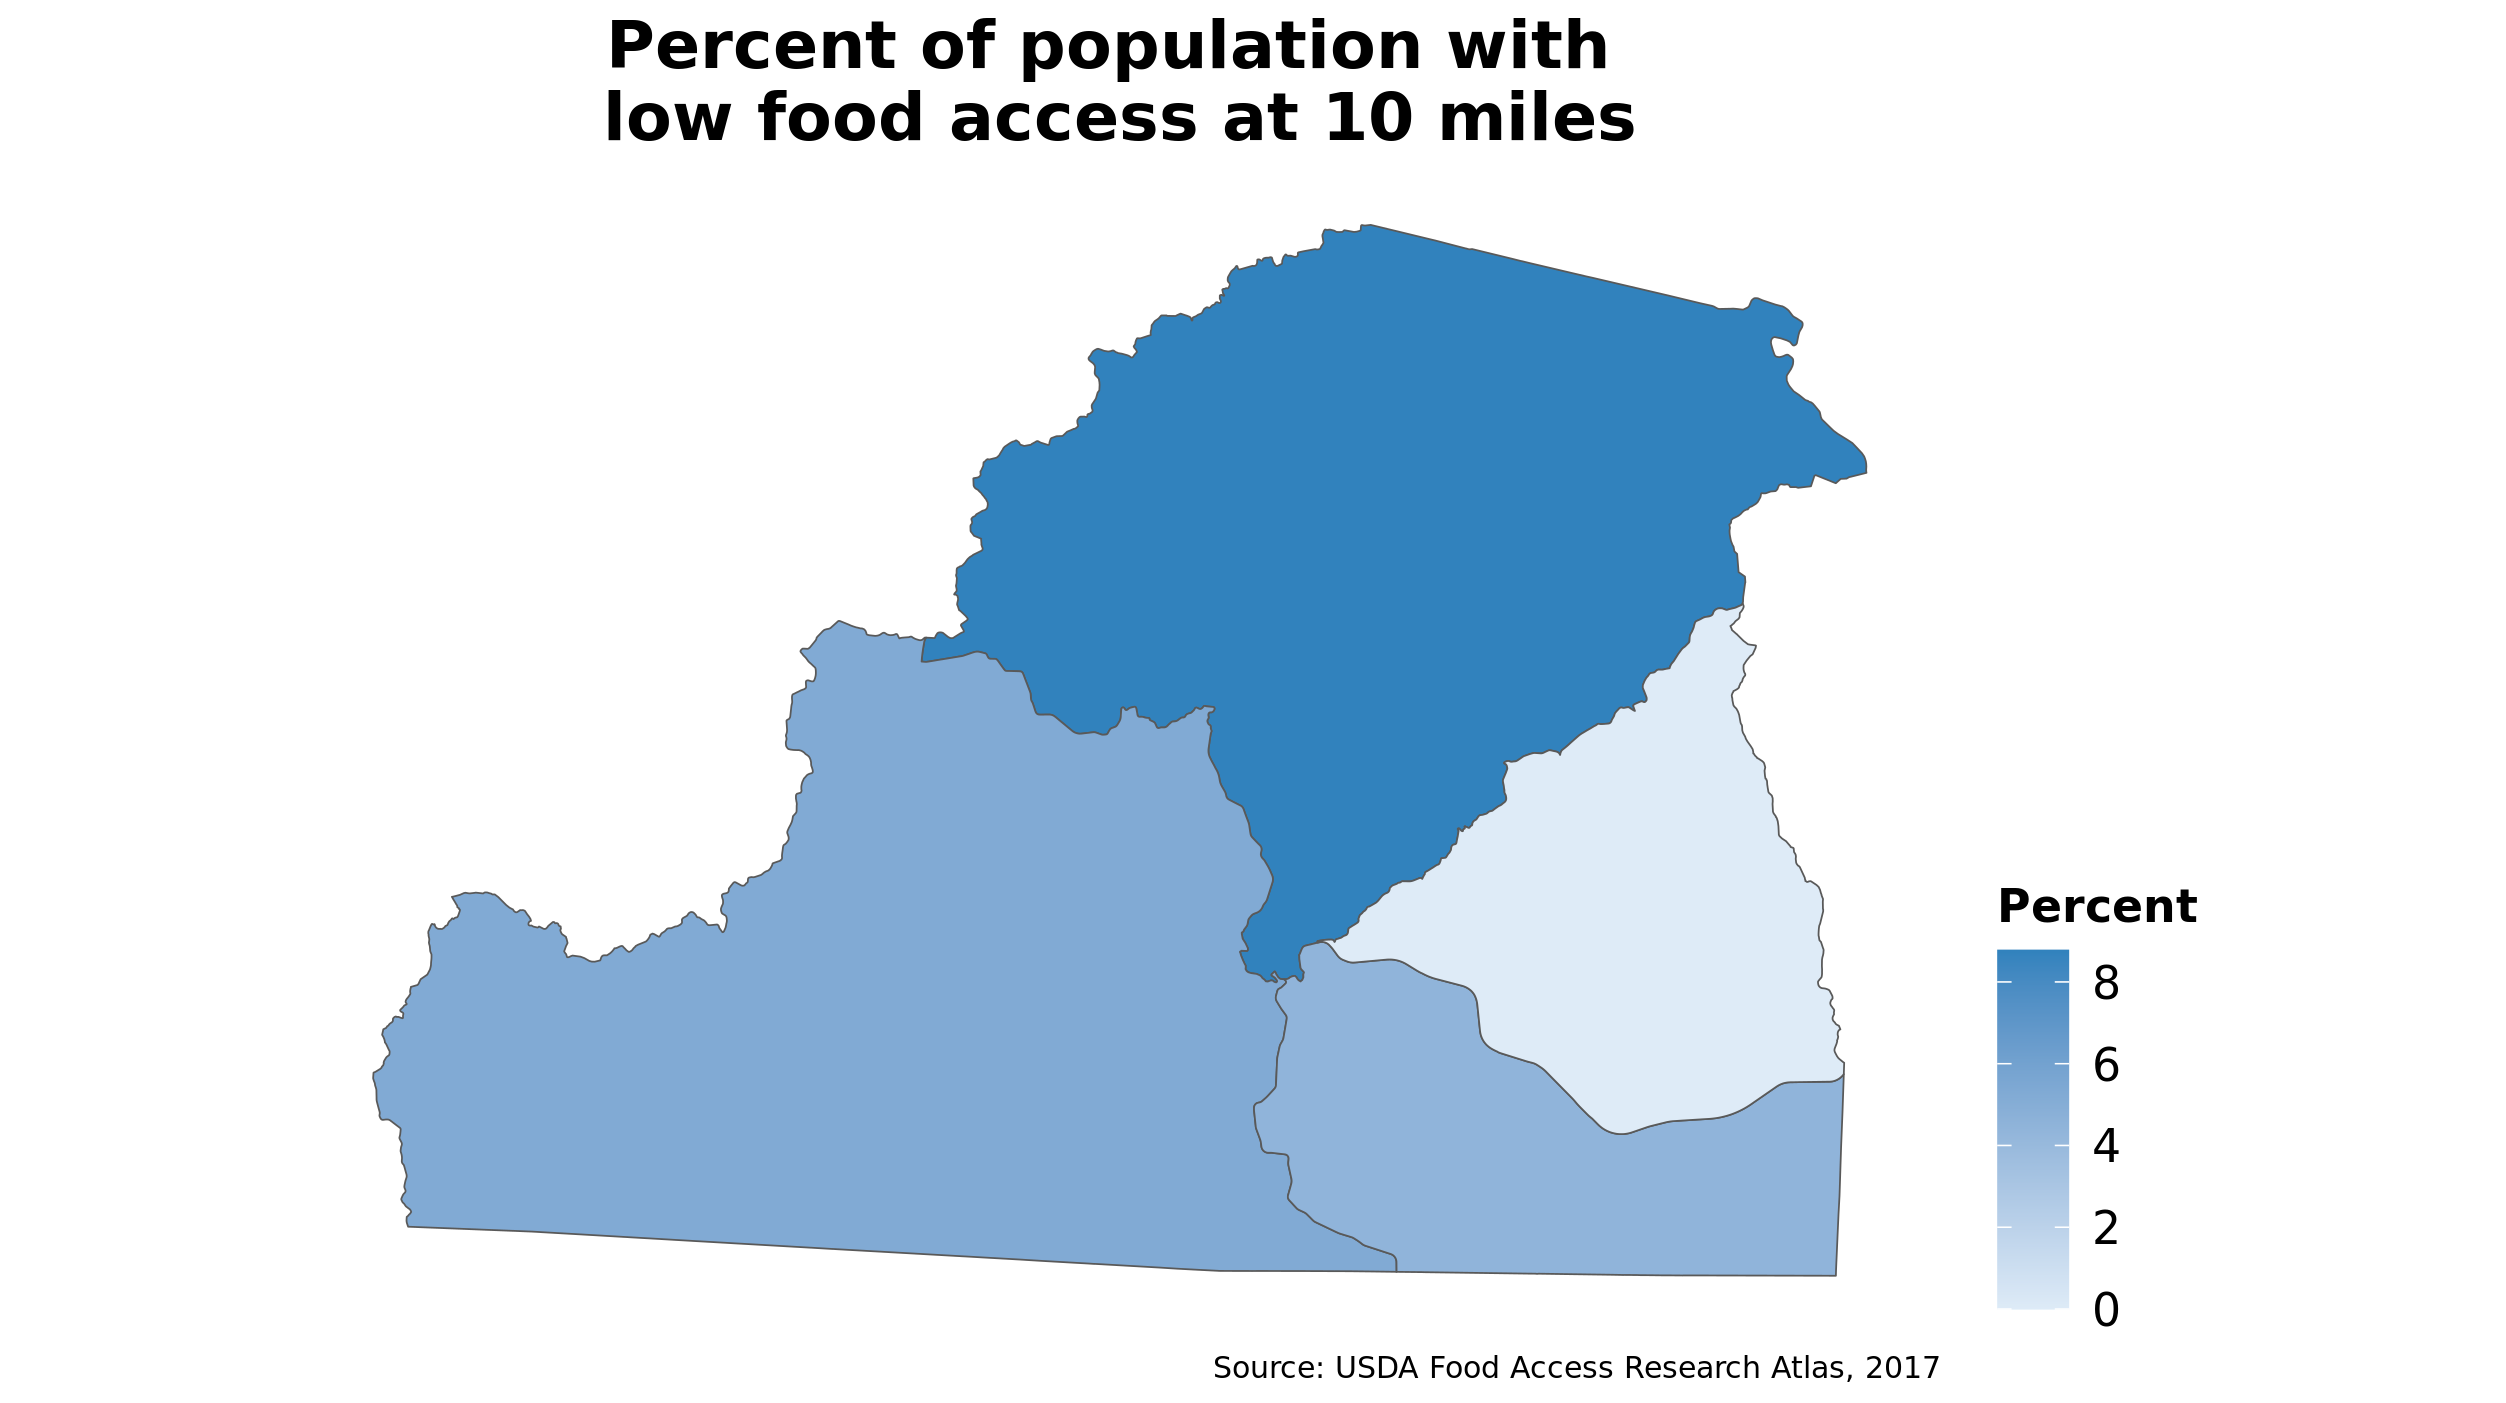 Percent of population with
low food access at 10 miles
Percent
8
6
4
2
0
Source: USDA Food Access Research Atlas, 2017